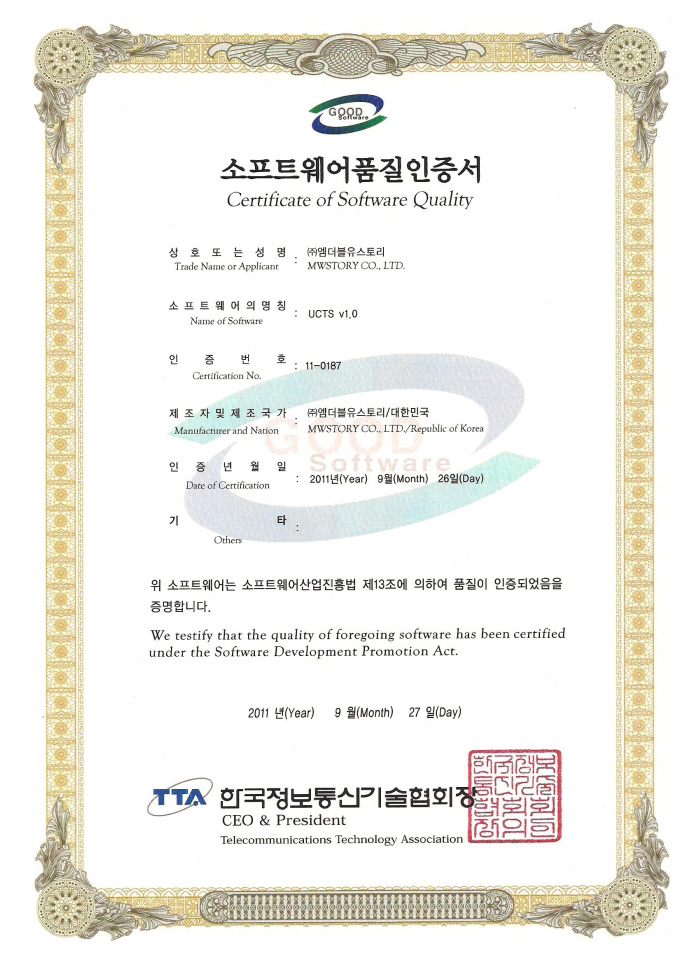 GOOD
Software
소프트웨어품질인증서
Certificate of Software Quality
상호또는성명 : ㈜엠더블유스토리
Trade Name or Applicant MWSTORY CO., LTD.
소프트웨어의명칭 : UCTS v1.0
Name of Software
인증번호 : 11-0187
Certification No.
제조자및제조국가 : ㈜엠더블유스토리/대한민국
Manufacturer and Nation MWSTORY CO., LTD./Republic of Korea
GOOD
Software
인증년월일 : 2011년(Year) 9월(Month) 26일(Day)
Date of Certification
기타 :
Others
위 소프트웨어는 소프트웨어산업진흥법 제13조에 의하여 품질이 인증되었음을
증명합니다.
We testify that the quality of foregoing software has been certified
under the Software Development Promotion Act.
2011 년(Year) 9 월(Month) 27 일(Day)
TTA 한국정보통신기술협회장
CEO & President
Telecommunications Technology Association